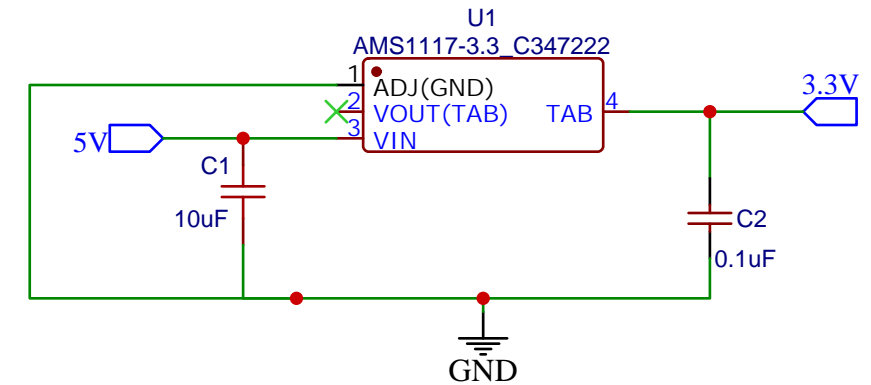 U1
AMS1117-3.3_C347222
1
ADJ(GND)
2
VOUT(TAB)
TAB
4
3
VIN
3.3V
5V
C1
10uF
C2
0.1uF
GND